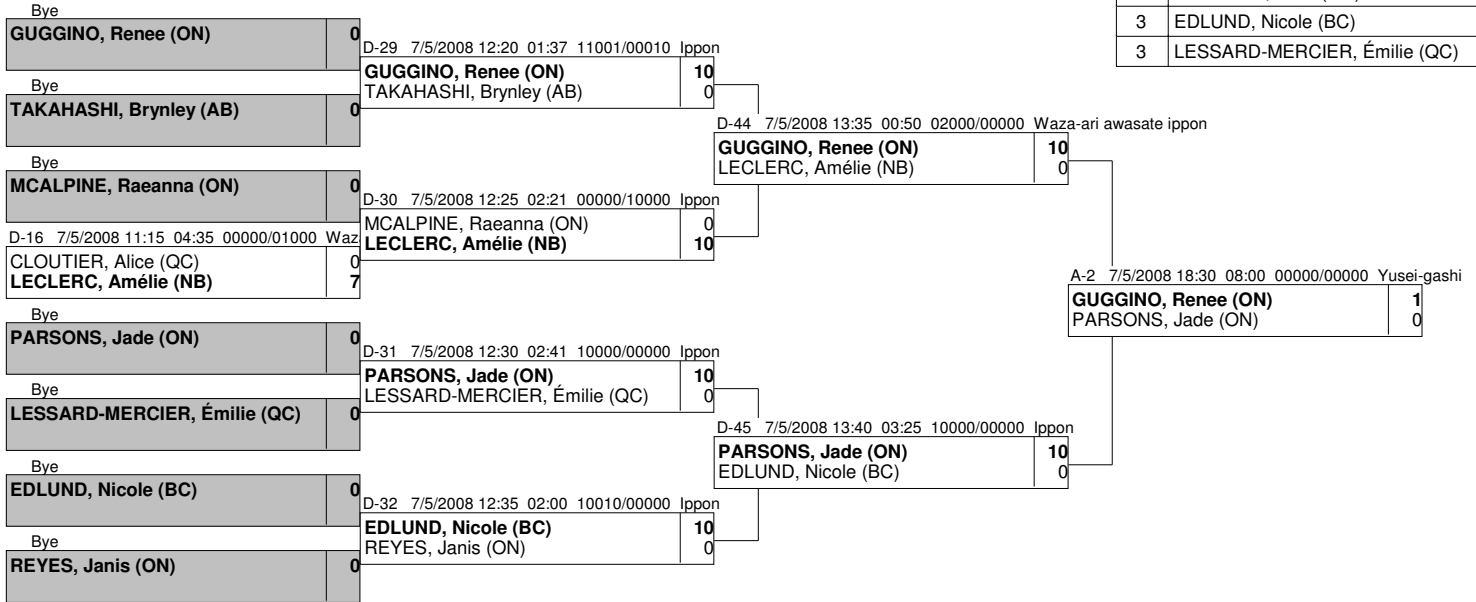 Bye
GUGGINO, Renee (ON) 0
Bye
TAKAHASHI, Brynley (AB) 0
Bye
MCALPINE, Raeanna (ON) 0
D-16 7/5/2008 11:15 04:35 00000/01000
CLOUTIER, Alice (QC) 0
LECLERC, Amélie (NB) 7
Bye
PARSONS, Jade (ON) 0
Bye
LESSARD-MERCIER, Émilie (QC) 0
Bye
EDLUND, Nicole (BC) 0
Bye
REYES, Janis (ON) 0
D-29 7/5/2008 12:20 01:37 11001/00010 Ippon
GUGGINO, Renee (ON) 10
TAKAHASHI, Brynley (AB) 0
D-30 7/5/2008 12:25 02:21 00000/10000 Ippon
MCALPINE, Raeanna (ON) 0
LECLERC, Amélie (NB) 10
D-31 7/5/2008 12:30 02:41 10000/00000 Ippon
PARSONS, Jade (ON) 10
LESSARD-MERCIER, Émilie (QC) 0
D-32 7/5/2008 12:35 02:00 10010/00000 Ippon
EDLUND, Nicole (BC) 10
REYES, Janis (ON) 0
D-44 7/5/2008 13:35 00:50 02000/00000 Waza-ari awasate ippon
GUGGINO, Renee (ON) 10
LECLERC, Amélie (NB) 0
D-45 7/5/2008 13:40 03:25 10000/00000 Ippon
PARSONS, Jade (ON) 10
EDLUND, Nicole (BC) 0
A-2 7/5/2008 18:30 08:00 00000/00000 Yusei-gashi
GUGGINO, Renee (ON) 1
PARSONS, Jade (ON) 0
3 EDLUND, Nicole (BC)
3 LESSARD-MERCIER, Émilie (QC)